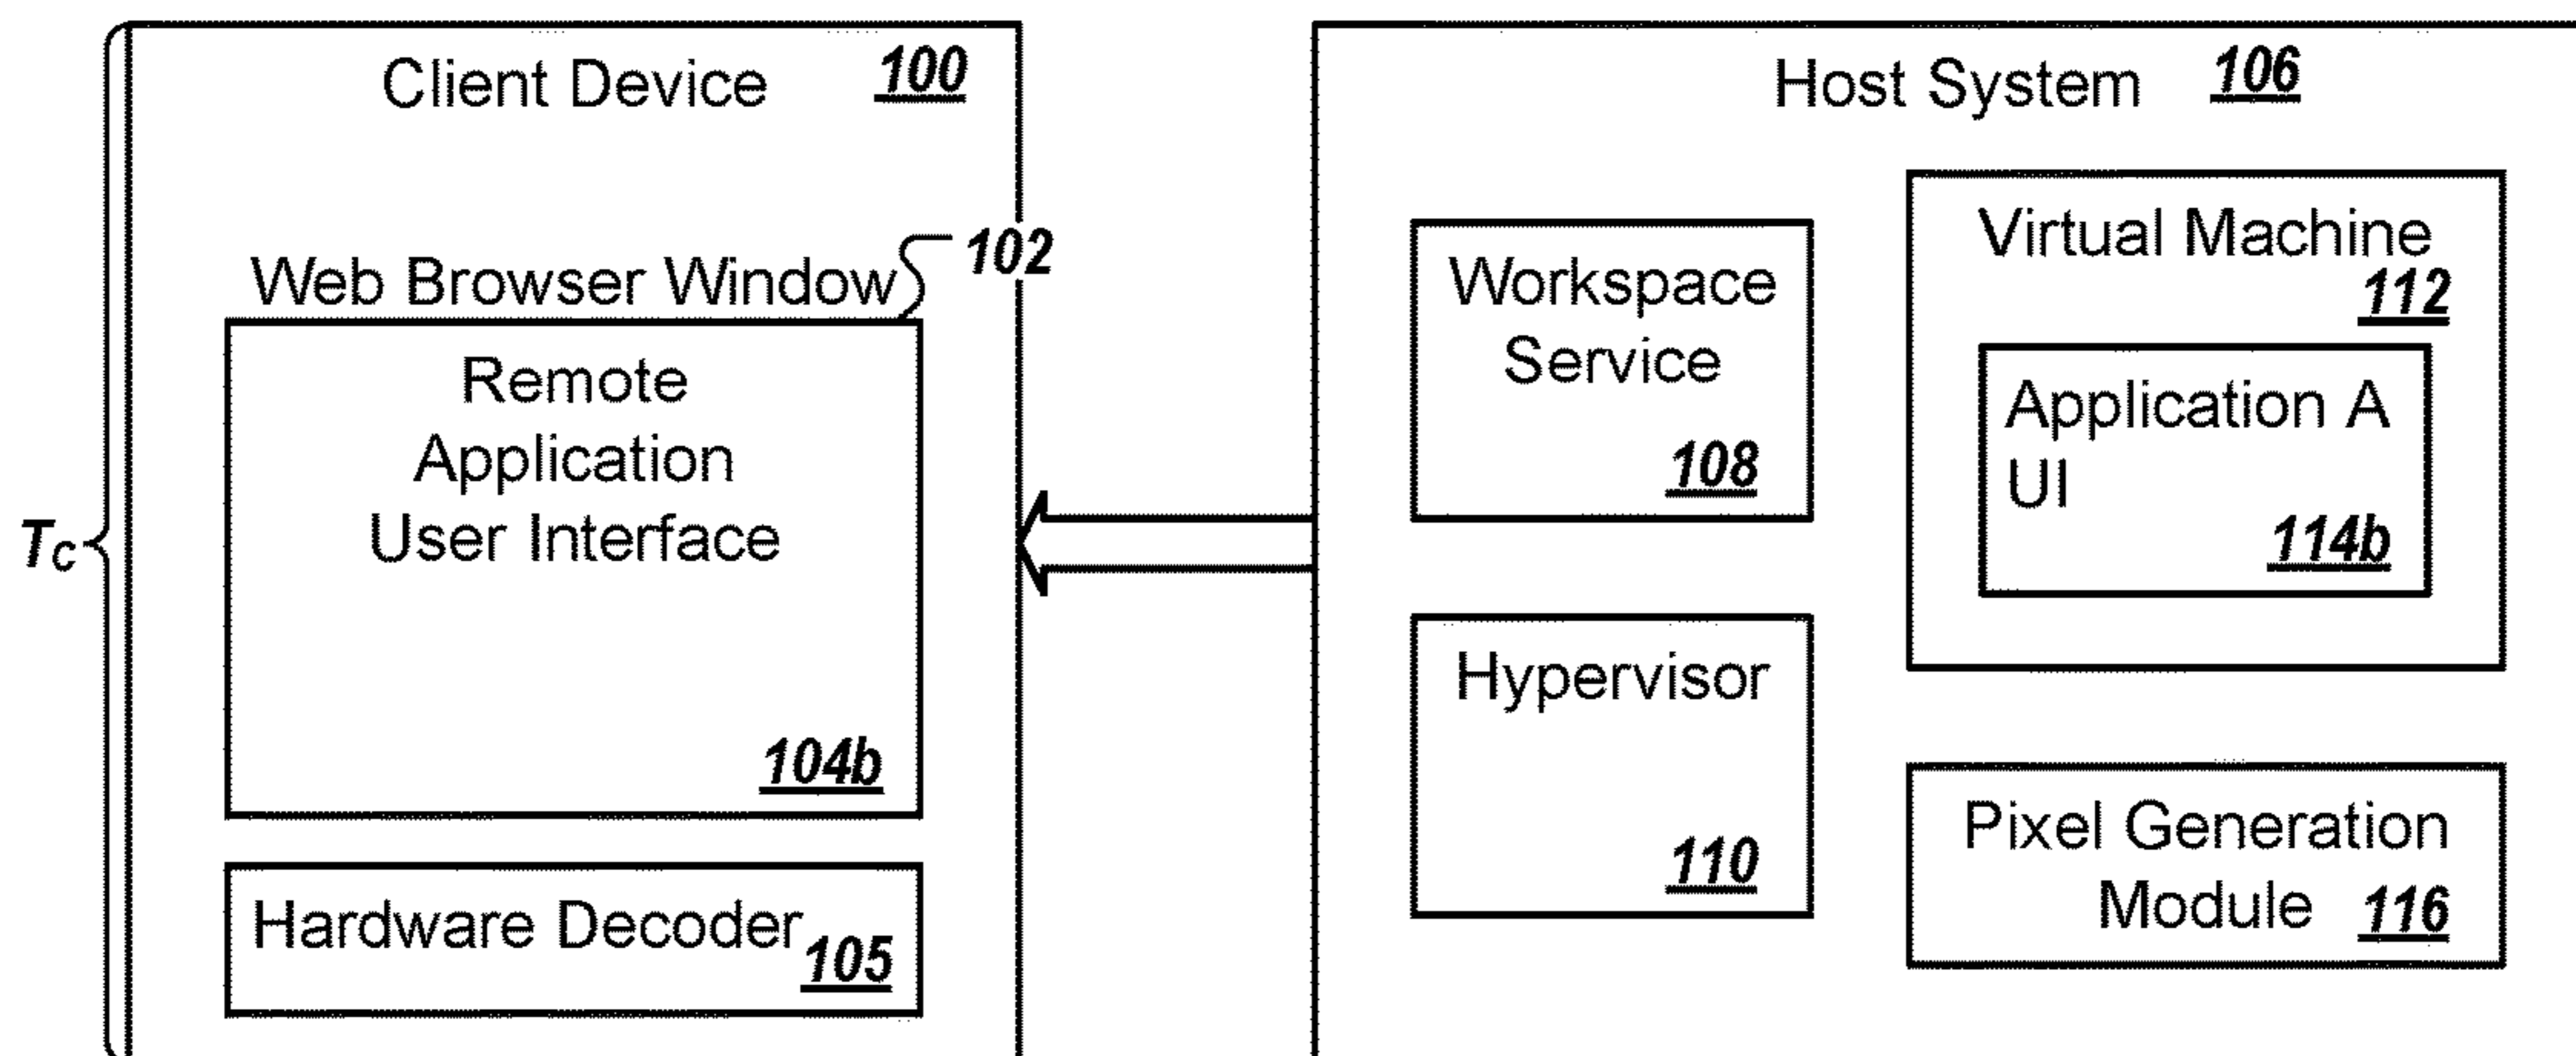 Client Device 100
Web Browser Window 102
Remote
Application
User Interface
104b
Hardware Decoder 105
Tc
Host System 106
Workspace
Service
108
Hypervisor
110
Virtual Machine
112
Application A
UI
114b
Pixel Generation
Module 116